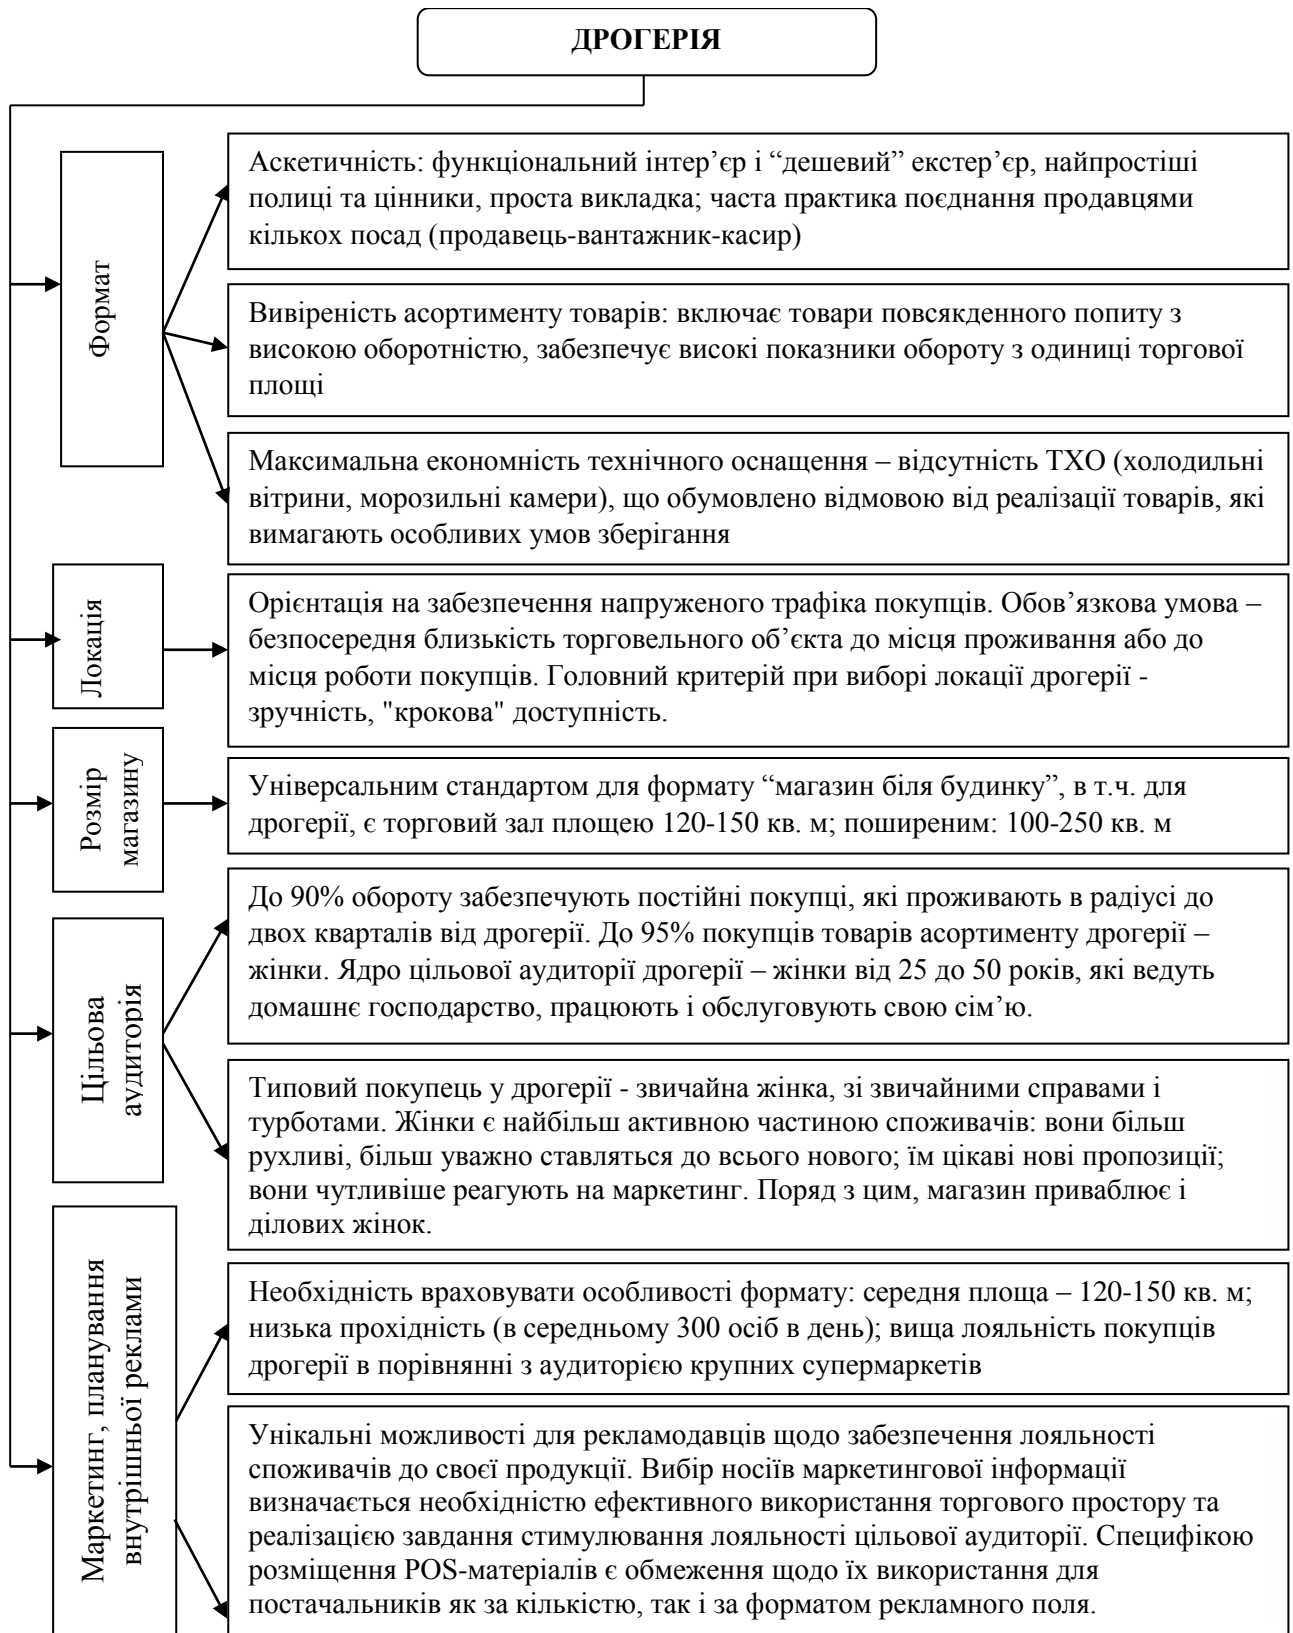 ДРОГЕРІЯ
Формат
Аскетичність: функціональний інтер’єр і “дешевий” екстер’єр, найпростіші
полиці та цінники, проста викладка; часта практика поєднання продавцями
кількох посад (продавець-вантажник-касир)
Вивіреність асортименту товарів: включає товари повсякденного попиту з
високою оборотністю, забезпечує високі показники обороту з одиниці торгової
площі
Максимальна економність технічного оснащення – відсутність ТХО (холодильні
вітрини, морозильні камери), що обумовлено відмовою від реалізації товарів, які
вимагають особливих умов зберігання
Локація
Орієнтація на забезпечення напруженого трафіка покупців. Обов’язкова умова –
безпосередня близькість торговельного об’єкта до місця проживання або до
місця роботи покупців. Головний критерій при виборі локації дрогерії -
зручність, "крокова" доступність.
Розмір
магазину
Універсальним стандартом для формату “магазин біля будинку”, в т.ч. для
дрогерії, є торговий зал площею 120-150 кв. м; поширеним: 100-250 кв. м
Цільова
аудиторія
До 90% обороту забезпечують постійні покупці, які проживають в радіусі до
двох кварталів від дрогерії. До 95% покупців товарів асортименту дрогерії –
жінки. Ядро цільової аудиторії дрогерії – жінки від 25 до 50 років, які ведуть
домашнє господарство, працюють і обслуговують свою сім’ю.
Типовий покупець у дрогерії - звичайна жінка, зі звичайними справами і
турботами. Жінки є найбільш активною частиною споживачів: вони більш
рухливі, більш уважно ставляться до всього нового; їм цікаві нові пропозиції;
вони чутливіше реагують на маркетинг. Поряд з цим, магазин приваблює і
ділових жінок.
Маркетинг, планування
внутрішньої реклами
Необхідність враховувати особливості формату: середня площа – 120-150 кв. м;
низька прохідність (в середньому 300 осіб в день); вища лояльність покупців
дрогерії в порівнянні з аудиторією крупних супермаркетів
Унікальні можливості для рекламодавців щодо забезпечення лояльності
споживачів до своєї продукції. Вибір носіїв маркетингової інформації
визначається необхідністю ефективного використання торгового простору та
реалізацією завдання стимулювання лояльності цільової аудиторії. Специфікою
розміщення POS-матеріалів є обмеження щодо їх використання для
постачальників як за кількістю, так і за форматом рекламного поля.